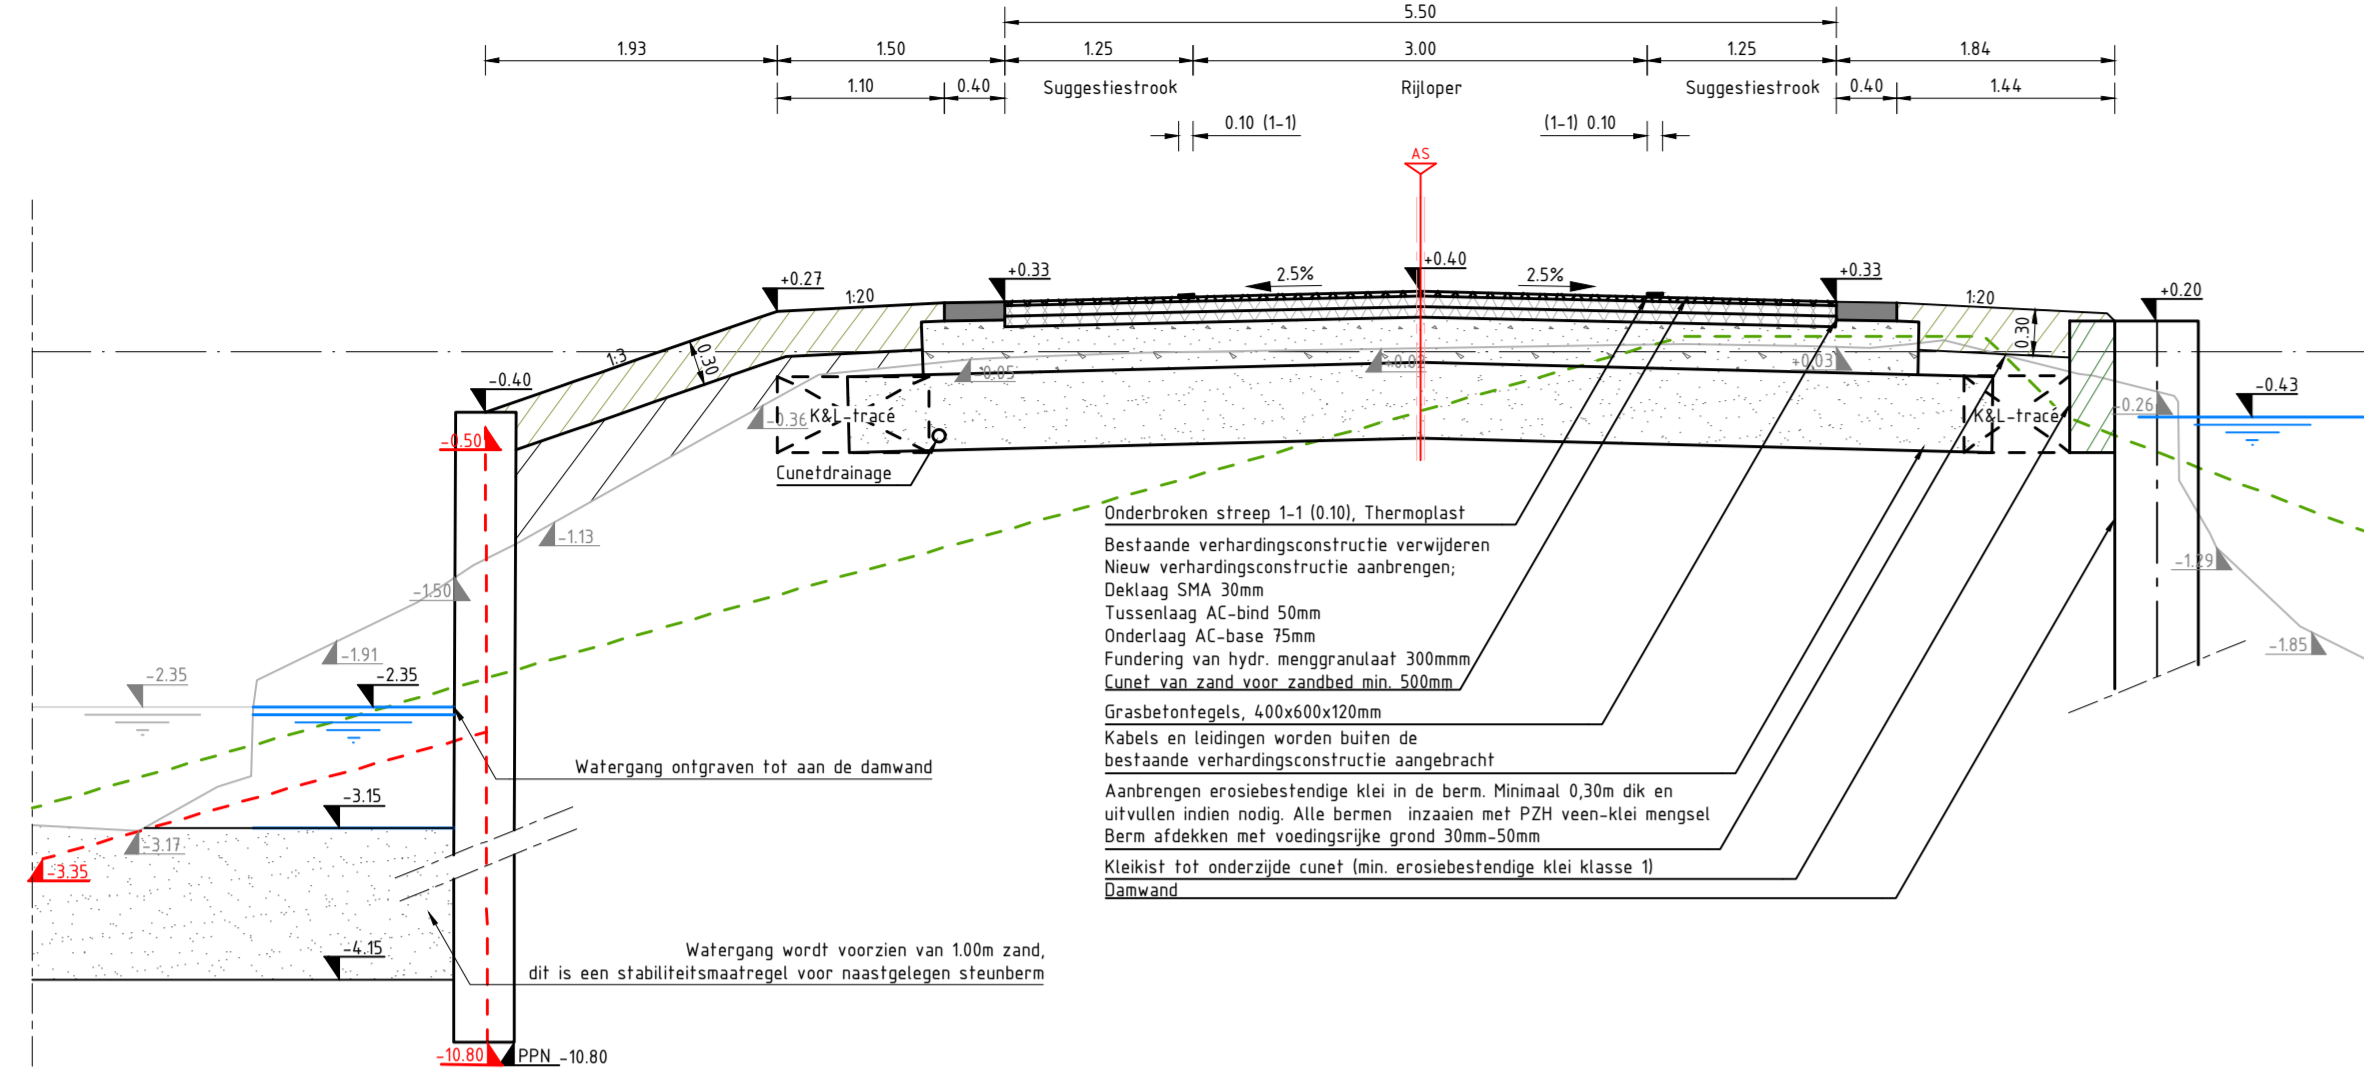 5.50
1.93
1.50
1.25
3.00
1.25
1.84
1.10
0.40
Suggestiestrook
Rijloper
Suggestiestrook
0.40
1.44
0.10 (1-1)
(1-1) 0.10
AS
+0.27
1:20
+0.33
2.5%
+0.40
2.5%
+0.33
1:20
+0.20
1:3
0.30
0.30
-0.40
-0.05
+0.03
-0.43
-0.36
K&L-tracé
K&L-tracé
-0.26
-0.50
Cunetdrainage
-1.13
-1.50
-1.29
-1.91
-1.85
-2.35
-2.35
Onderbroken streep 1-1 (0.10), Thermoplast
Bestaande verhardingsconstructie verwijderen
Nieuw verhardingsconstructie aanbrengen;
Deklaag SMA 30mm
Tussenlaag AC-bind 50mm
Onderlaag AC-base 75mm
Fundering van hydr. menggranulaat 300mmm
Cunet van zand voor zandbed min. 500mm
Grasbetontegels, 400x600x120mm
Kabels en leidingen worden buiten de
bestaande verhardingsconstructie aangebracht
Aanbrengen erosiebestendige klei in de berm. Minimaal 0,30m dik en
uitvullen indien nodig. Alle bermen inzaaien met PZH veen-klei mengsel
Berm afdekken met voedingsrijke grond 30mm-50mm
Kleikist tot onderzijde cunet (min. erosiebestendige klei klasse 1)
Damwand
Watergang ontgraven tot aan de damwand
-3.15
-3.17
-3.35
-4.15
Watergang wordt voorzien van 1.00m zand,
dit is een stabiliteitsmaatregel voor naastgelegen steunberm
-10.80
PPN -10.80